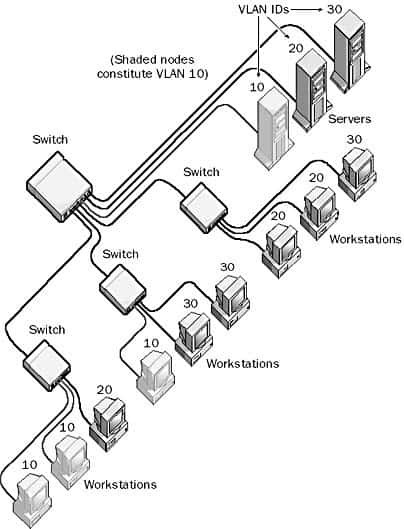 VLAN IDs
30
20
10
(Shaded nodes
constitute VLAN 10)
Servers
Switch
Switch
30
20
20
Workstations
Switch
30
30
10
Workstations
Switch
20
10
10
Workstations